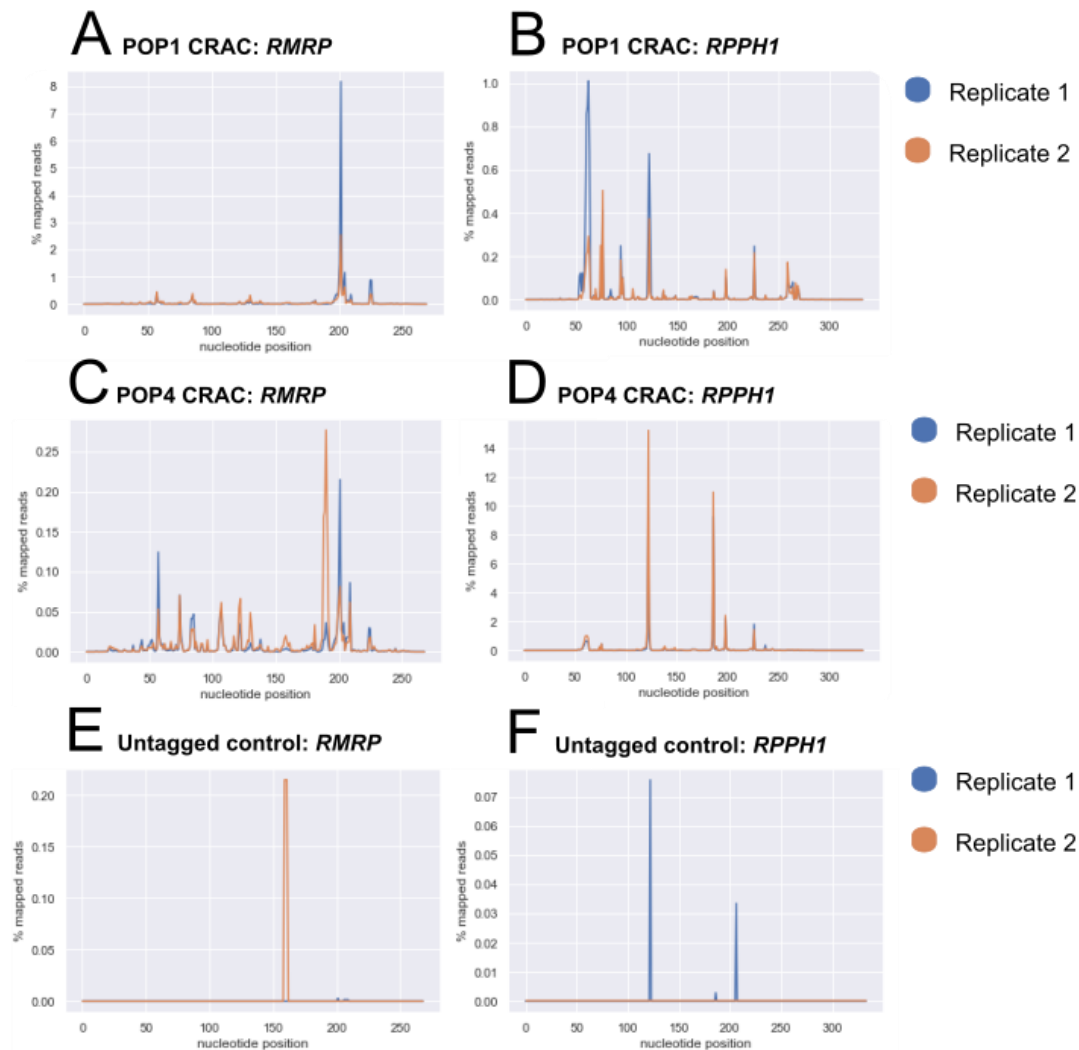 A POP1 CRAC: RMRP
% mapped reads
8
7
6
5
4
3
2
1
0
0 50 100 150 200 250
nucleotide position
B POP1 CRAC: RPPH1
% mapped reads
1.0
0.8
0.6
0.4
0.2
0.0
0 50 100 150 200 250 300
nucleotide position
Replicate 1
Replicate 2
C POP4 CRAC: RMRP
% mapped reads
0.25
0.20
0.15
0.10
0.05
0.00
0 50 100 150 200 250
nucleotide position
D POP4 CRAC: RPPH1
% mapped reads
14
12
10
8
6
4
2
0
0 50 100 150 200 250 300
nucleotide position
Replicate 1
Replicate 2
E Untagged control: RMRP
% mapped reads
0.20
0.15
0.10
0.05
0.00
0 50 100 150 200 250
nucleotide position
F Untagged control: RPPH1
% mapped reads
0.07
0.06
0.05
0.04
0.03
0.02
0.01
0.00
0 50 100 150 200 250 300
nucleotide position
Replicate 1
Replicate 2